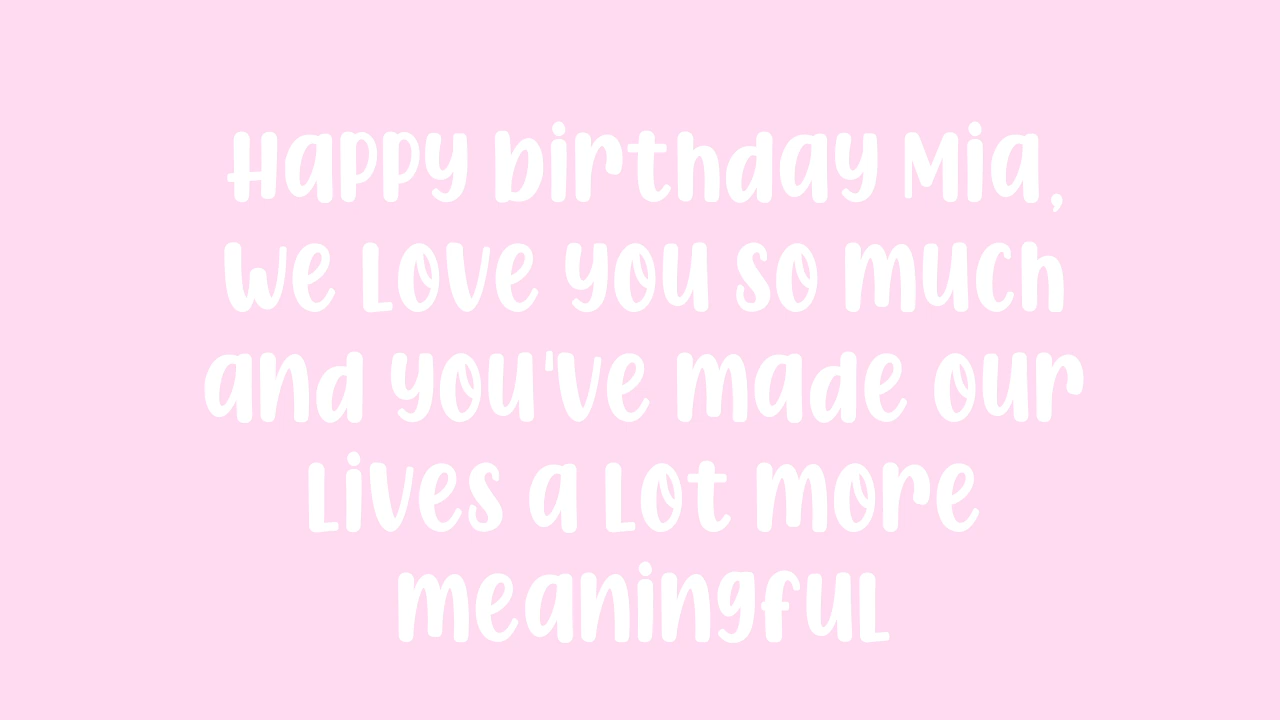 Happy birthday Mia,
we love you so much
and you've made our
lives a lot more
meaningful